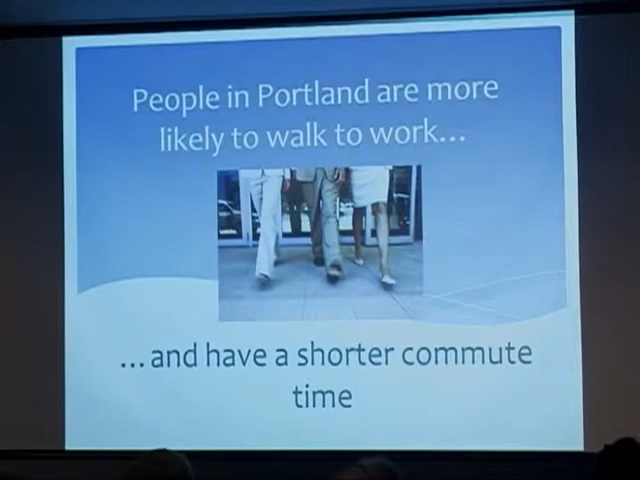 People in Portland are more
likely to walk to work...
...and have a shorter commute
time